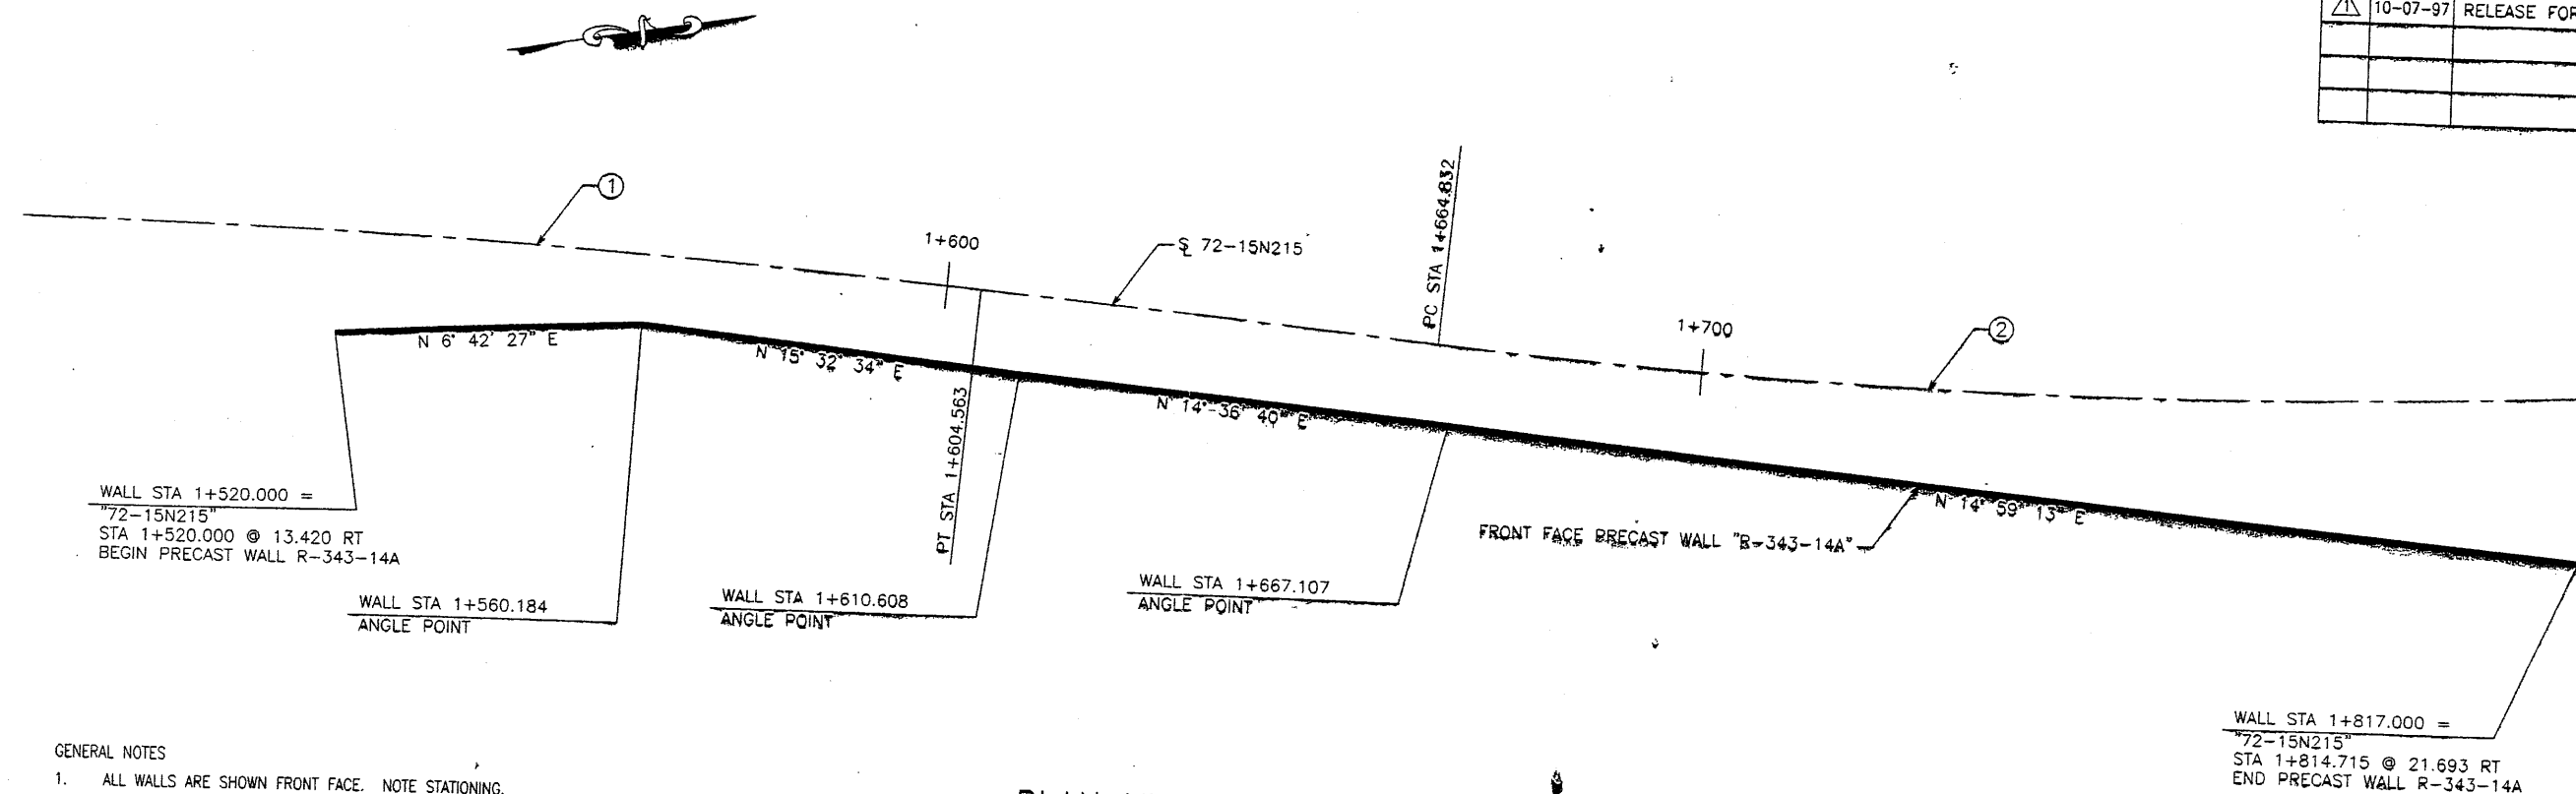 1 10-07-97 RELEASE FOR
1
1+600
℄ 72-15N215
PC STA 1+664.832
1+700
2
N 6° 42' 27" E
N 15° 32' 34" E
N 14°-36' 40" E
N 14° 59' 13" E
PT STA 1+604.563
FRONT FACE PRECAST WALL "R-343-14A"
WALL STA 1+520.000 =
"72-15N215"
STA 1+520.000 @ 13.420 RT
BEGIN PRECAST WALL R-343-14A
WALL STA 1+560.184
ANGLE POINT
WALL STA 1+610.608
ANGLE POINT
WALL STA 1+667.107
ANGLE POINT
WALL STA 1+817.000 =
"72-15N215"
STA 1+814.715 @ 21.693 RT
END PRECAST WALL R-343-14A
GENERAL NOTES
1. ALL WALLS ARE SHOWN FRONT FACE. NOTE STATIONING.